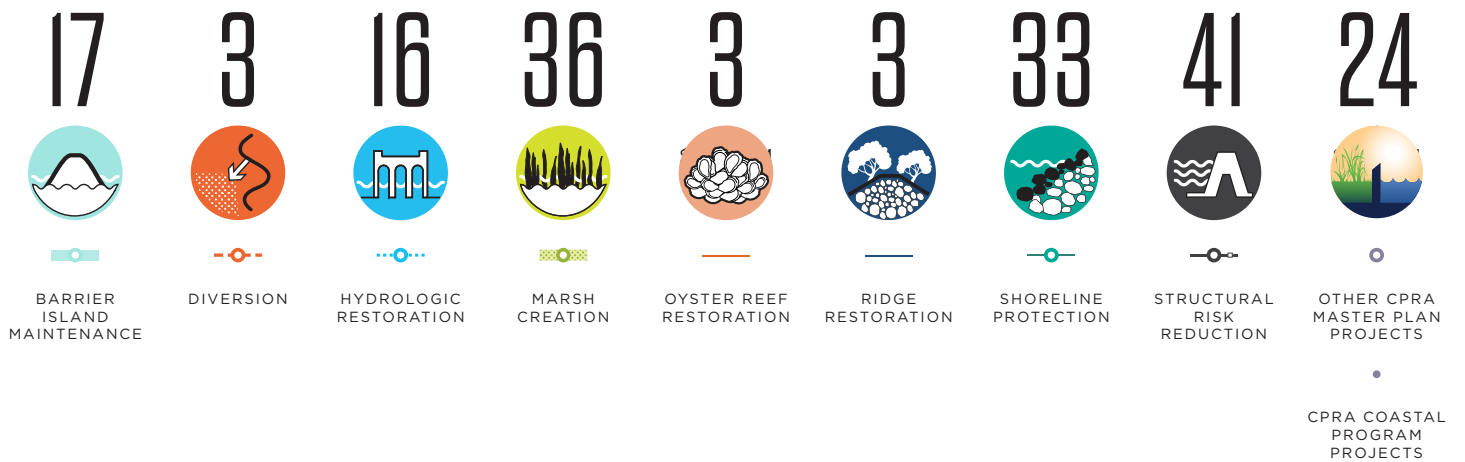 17
3
16
36
3
3
33
41
24
BARRIER
ISLAND
MAINTENANCE
DIVERSION
HYDROLOGIC
RESTORATION
MARSH
CREATION
OYSTER REEF
RESTORATION
RIDGE
RESTORATION
SHORELINE
PROTECTION
STRUCTURAL
RISK
REDUCTION
OTHER CPRA
MASTER PLAN
PROJECTS
CPRA COASTAL
PROGRAM
PROJECTS